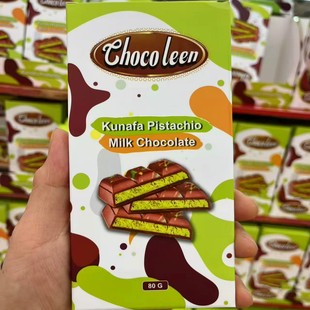 Choco leen
Kunafa Pistachio
Milk Chocolate
80 G